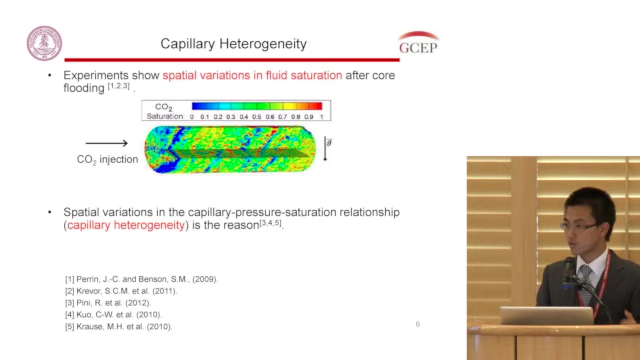 Capillary Heterogeneity
GCEP
• Experiments show spatial variations in fluid saturation after core
flooding [1,2,3] .
CO2
Saturation:
0 0.1 0.2 0.3 0.4 0.5 0.6 0.7 0.8 0.9 1
CO2 injection
g
• Spatial variations in the capillary-pressure-saturation relationship
(capillary heterogeneity) is the reason[3,4,5].
[1] Perrin, J.-C. and Benson, S.M., (2009).
[2] Krevor, S.C.M. et al. (2011).
[3] Pini, R. et al. (2012).
[4] Kuo, C-W. et al. (2010).
[5] Krause, M.H. et al. (2010).
6